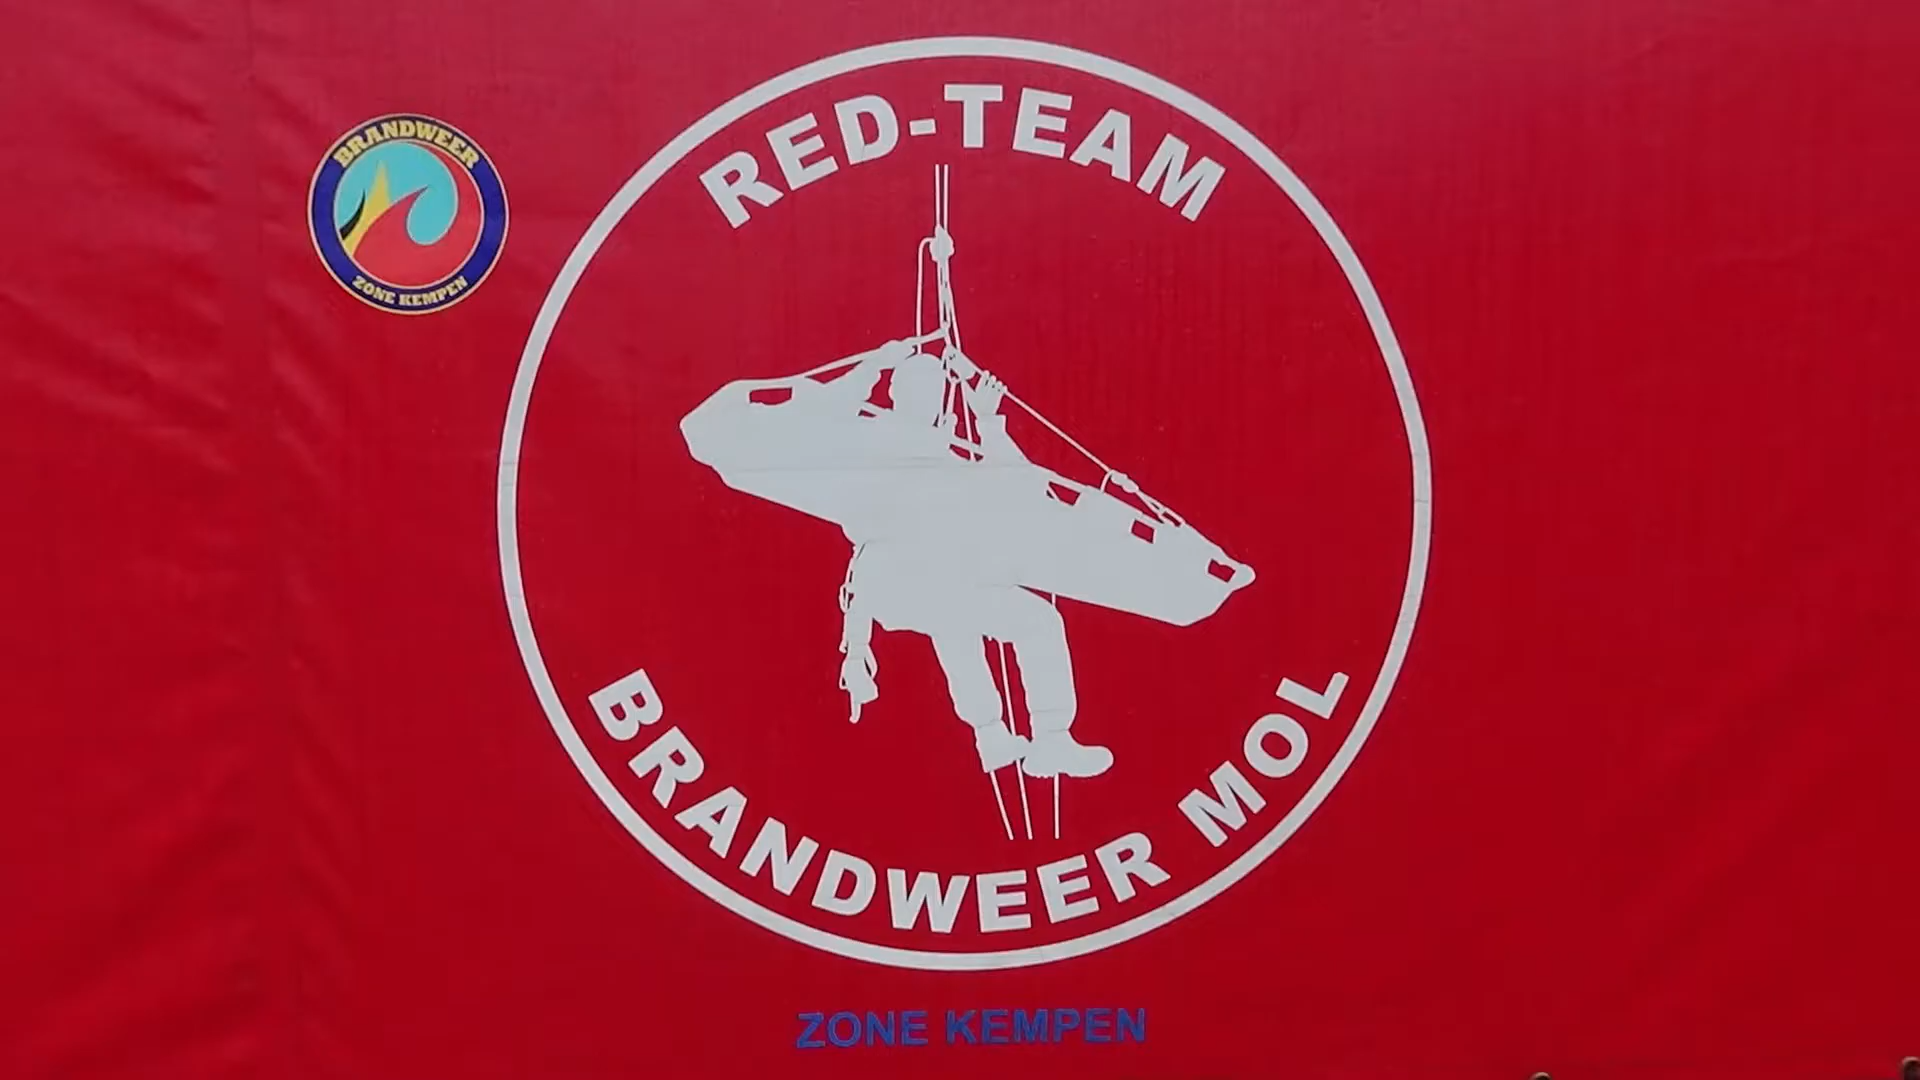 BRANDWEER
ZONE KEMPEN
RED-TEAM
BRANDWEER MOL
ZONE KEMPEN